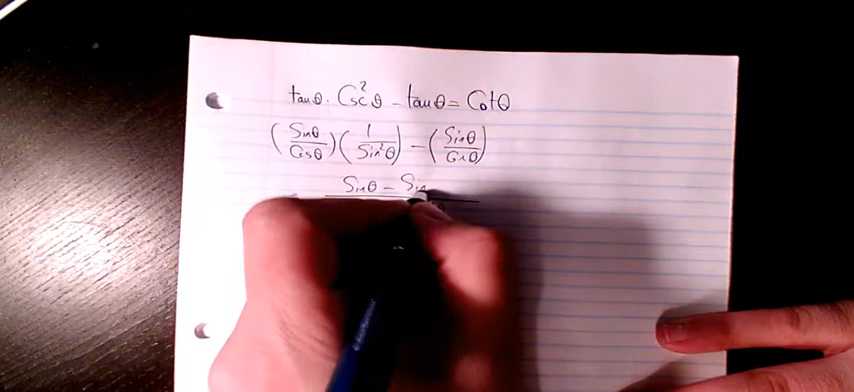 tanθ · Csc²θ - tanθ = Cotθ
(Sinθ/Cosθ)(1/Sin²θ) - (Sinθ/Cosθ)
Sinθ - Sin